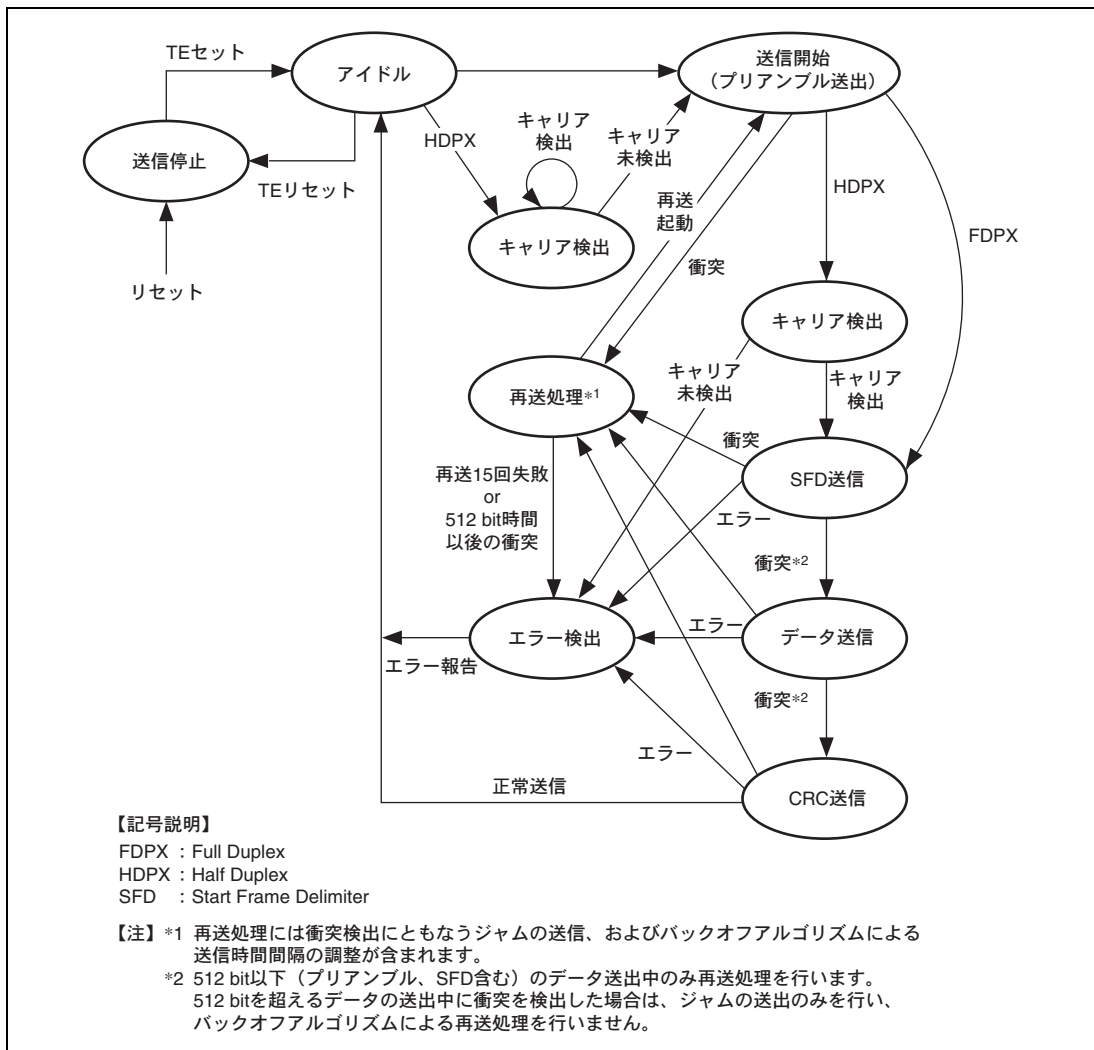 TEセット
アイドル
送信開始
（プリアンブル送出）
送信停止
TEリセット
リセット
HDPX
キャリア
検出
キャリア
未検出
キャリア検出
再送
起動
衝突
HDPX
FDPX
キャリア検出
キャリア
未検出
キャリア
検出
再送処理*1
衝突
SFD送信
再送15回失敗
or
512 bit時間
以後の衝突
エラー
衝突*2
エラー検出
エラー
データ送信
エラー報告
衝突*2
エラー
正常送信
CRC送信
【記号説明】
FDPX ：Full Duplex
HDPX ：Half Duplex
SFD ：Start Frame Delimiter
【注】*1 再送処理には衝突検出にともなうジャムの送信、およびバックオフアルゴリズムによる
送信時間間隔の調整が含まれます。
*2 512 bit以下（プリアンブル、SFD含む）のデータ送出中のみ再送処理を行います。
512 bitを超えるデータの送出中に衝突を検出した場合は、ジャムの送出のみを行い、
バックオフアルゴリズムによる再送処理を行いません。